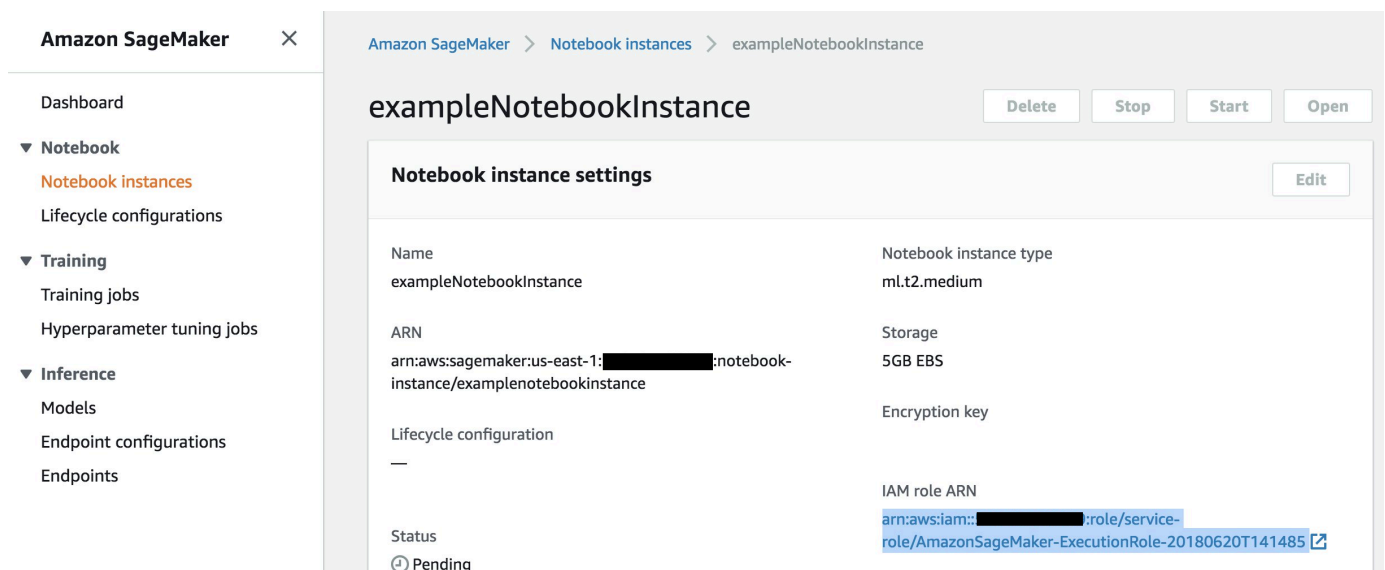 Amazon SageMaker
Dashboard
Notebook
Notebook instances
Lifecycle configurations
Training
Training jobs
Hyperparameter tuning jobs
Inference
Models
Endpoint configurations
Endpoints
Amazon SageMaker > Notebook instances > exampleNotebookInstance
exampleNotebookInstance
Delete Stop Start Open
Notebook instance settings
Edit
Name
exampleNotebookInstance
ARN
arn:aws:sagemaker:us-east-1: :notebook-
instance/examplenotebookinstance
Lifecycle configuration
—
Status
Pending
Notebook instance type
ml.t2.medium
Storage
5GB EBS
Encryption key
IAM role ARN
arn:aws:iam:: :role/service-
role/AmazonSageMaker-ExecutionRole-20180620T141485